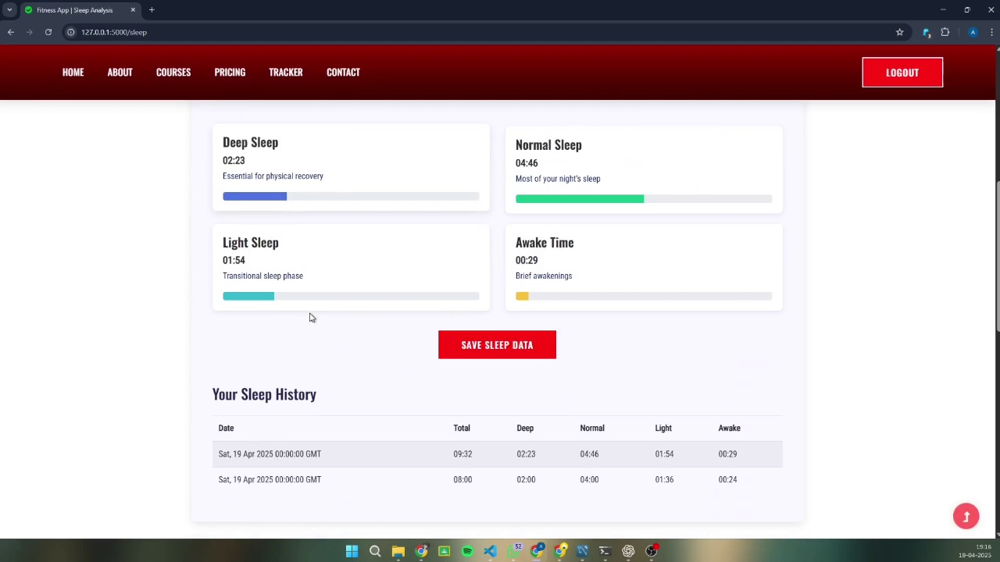 Fitness App | Sleep Analysis
127.0.0.1:5000/sleep
A
3
HOME ABOUT COURSES PRICING TRACKER CONTACT LOGOUT
Deep Sleep
02:23
Essential for physical recovery
Normal Sleep
04:46
Most of your night's sleep
Light Sleep
01:54
Transitional sleep phase
Awake Time
00:29
Brief awakenings
SAVE SLEEP DATA
Your Sleep History
Date Total Deep Normal Light Awake
Sat, 19 Apr 2025 00:00:00 GMT 09:32 02:23 04:46 01:54 00:29
Sat, 19 Apr 2025 00:00:00 GMT 08:00 02:00 04:00 01:36 00:24
52
19:16
19-04-2025